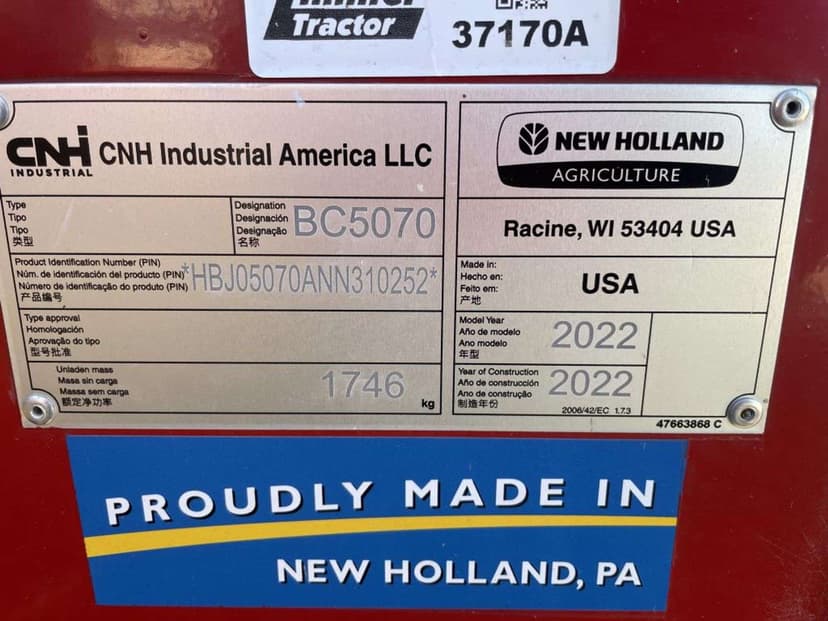 Tractor
37170A
CNH
INDUSTRIAL
CNH Industrial America LLC
NEW HOLLAND
AGRICULTURE
Type
Tipo
Tipo
类型
Designation
Designación
Designação
名称
BC5070
Racine, WI 53404 USA
Product Identification Number (PIN)
Núm. de identificación del producto (PIN)
Número de identificação do produto (PIN)
产品编号
*HBJ05070ANN310252*
Made in:
Hecho en:
Feito em:
产地
USA
Type approval
Homologación
Aprovação do tipo
型号批准
Model Year
Año de modelo
Ano modelo
年型
2022
Unladen mass
Masa sin carga
Massa sem carga
额定净功率
1746
kg
Year of Construction
Año de construcción
Ano de construção
制造年份
2022
2006/42/EC 1.7.3
47663868 C
PROUDLY MADE IN
NEW HOLLAND, PA